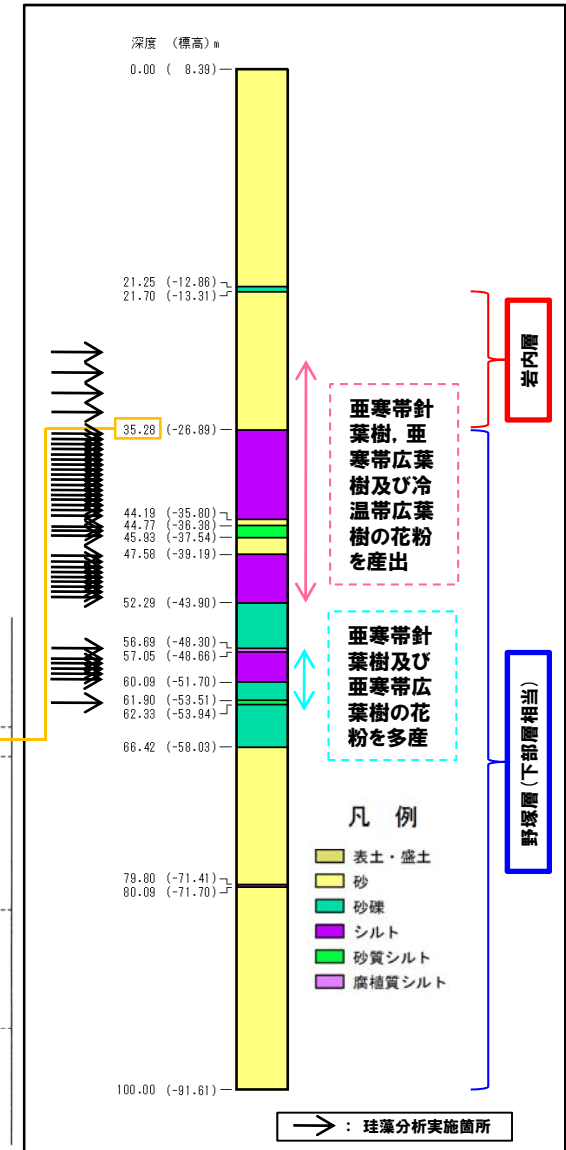 深度 (標高)m
0.00 ( 8.39)
21.25 (-12.86)
21.70 (-13.31)
35.28 (-26.89)
44.19 (-35.80)
44.77 (-36.38)
45.93 (-37.54)
47.58 (-39.19)
52.29 (-43.90)
56.69 (-48.30)
57.05 (-48.66)
60.09 (-51.70)
61.90 (-53.51)
62.33 (-53.94)
66.42 (-58.03)
79.80 (-71.41)
80.09 (-71.70)
100.00 (-91.61)
岩内層
亜寒帯針
葉樹,亜
寒帯広葉
樹及び冷
温帯広葉
樹の花粉
を産出
亜寒帯針
葉樹及び
亜寒帯広
葉樹の花
粉を多産
野塚層(下部層相当)
凡 例
表土・盛土
砂
砂礫
シルト
砂質シルト
腐植質シルト
: 珪藻分析実施箇所